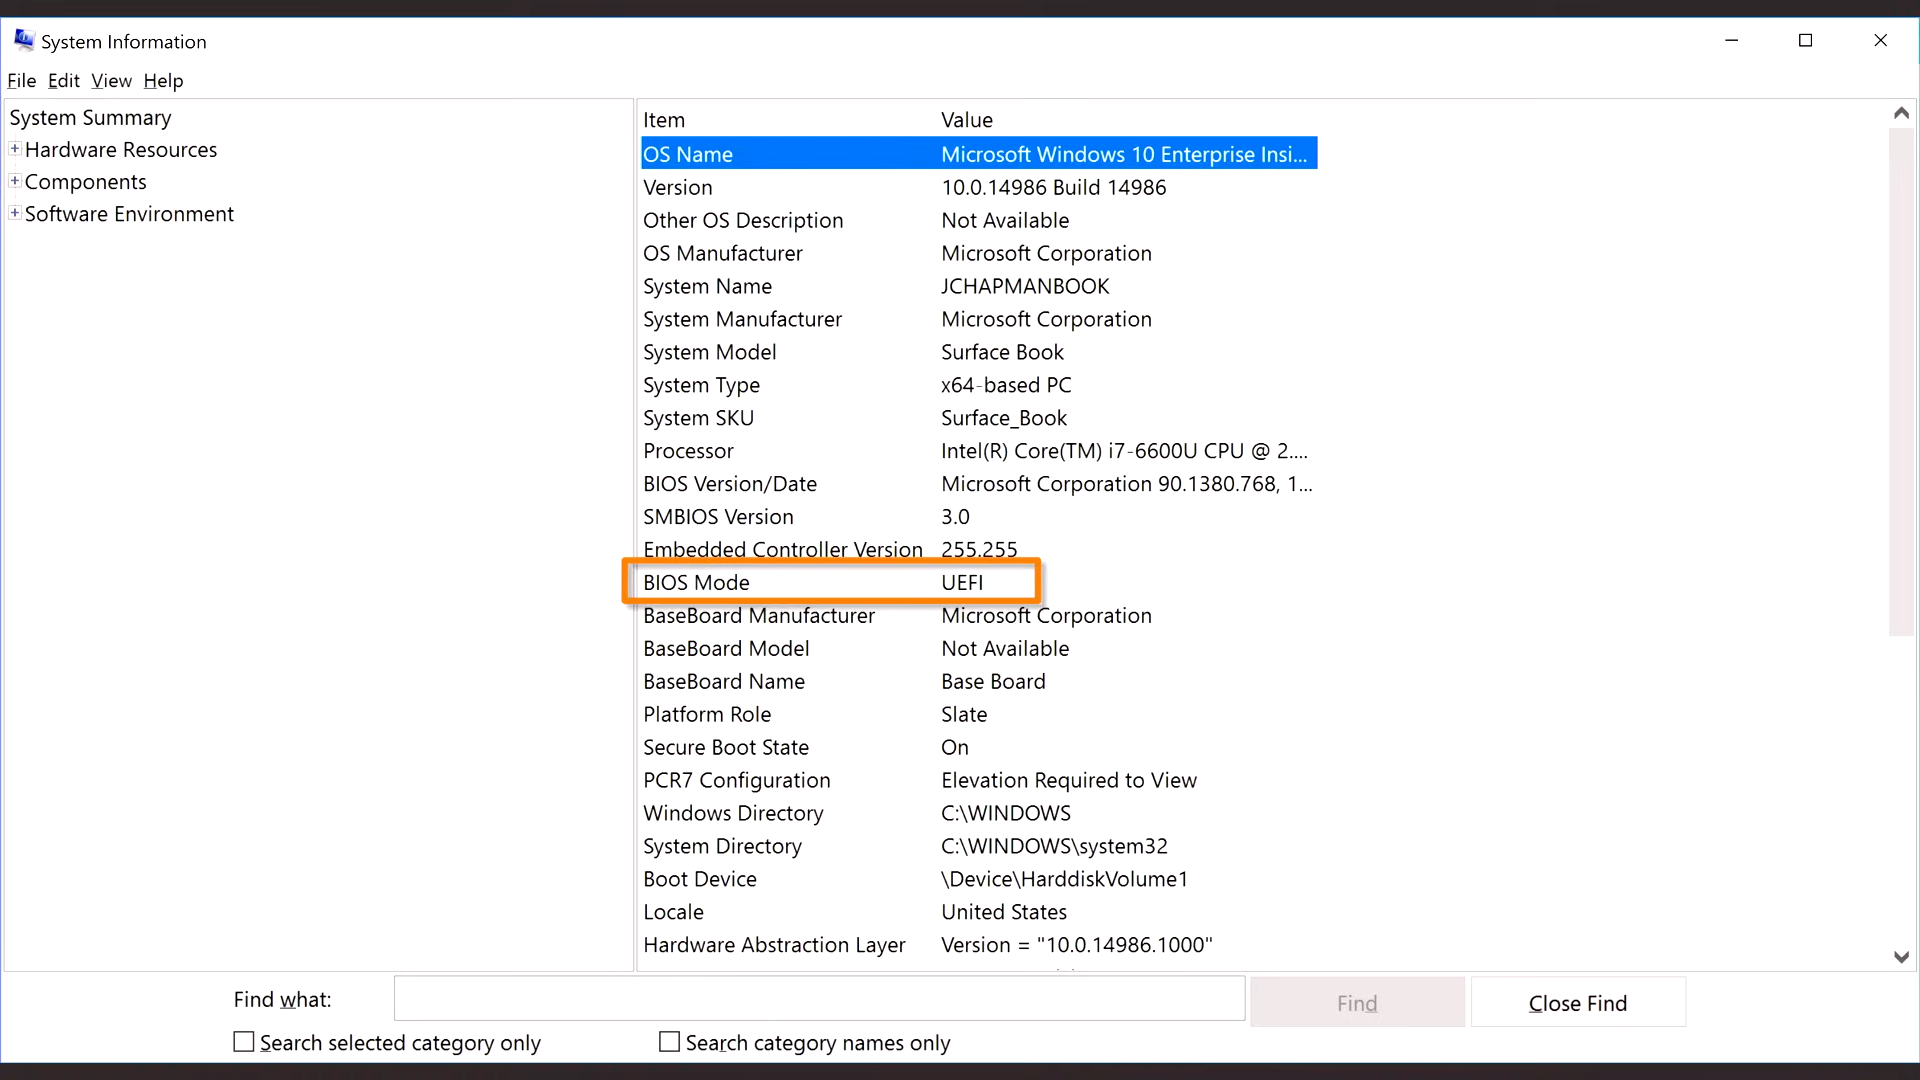 System Information
File Edit View Help
System Summary
Hardware Resources
Components
Software Environment
Item Value
OS Name Microsoft Windows 10 Enterprise Insi...
Version 10.0.14986 Build 14986
Other OS Description Not Available
OS Manufacturer Microsoft Corporation
System Name JCHAPMANBOOK
System Manufacturer Microsoft Corporation
System Model Surface Book
System Type x64-based PC
System SKU Surface_Book
Processor Intel(R) Core(TM) i7-6600U CPU @ 2....
BIOS Version/Date Microsoft Corporation 90.1380.768, 1...
SMBIOS Version 3.0
Embedded Controller Version 255.255
BIOS Mode UEFI
BaseBoard Manufacturer Microsoft Corporation
BaseBoard Model Not Available
BaseBoard Name Base Board
Platform Role Slate
Secure Boot State On
PCR7 Configuration Elevation Required to View
Windows Directory C:\WINDOWS
System Directory C:\WINDOWS\system32
Boot Device \Device\HarddiskVolume1
Locale United States
Hardware Abstraction Layer Version = "10.0.14986.1000"
Find what: Find Close Find
Search selected category only Search category names only